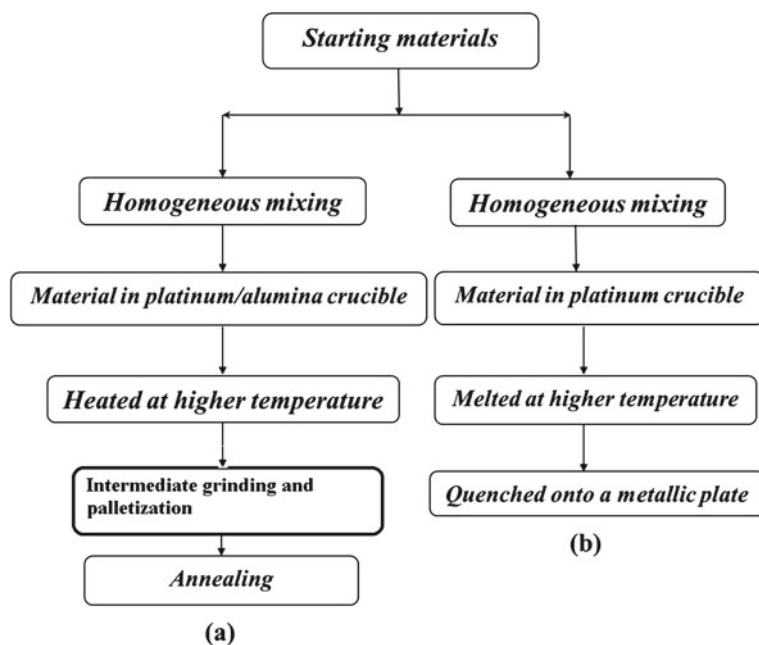 Starting materials
Homogeneous mixing
Material in platinum/alumina crucible
Heated at higher temperature
Intermediate grinding and
palletization
Annealing
(a)
Homogeneous mixing
Material in platinum crucible
Melted at higher temperature
Quenched onto a metallic plate
(b)